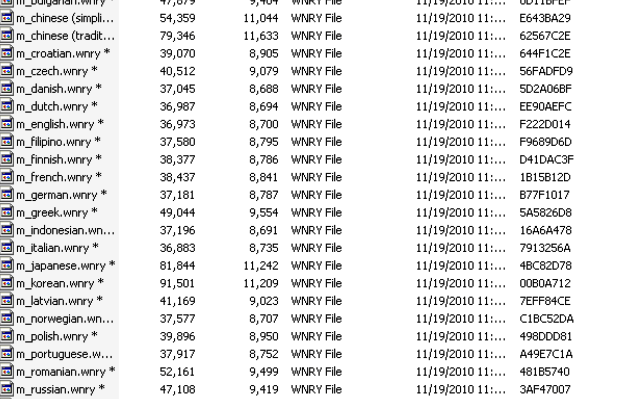 m_bulgarian.wnry * 47,879 9,484 WNRY File 11/19/2010 11:...
m_chinese (simpli... 54,359 11,044 WNRY File 11/19/2010 11:... E643BA29
m_chinese (tradit... 79,346 11,633 WNRY File 11/19/2010 11:... 62567C2E
m_croatian.wnry * 39,070 8,905 WNRY File 11/19/2010 11:... 644F1C2E
m_czech.wnry * 40,512 9,079 WNRY File 11/19/2010 11:... 56FADFD9
m_danish.wnry * 37,045 8,688 WNRY File 11/19/2010 11:... 5D2A06BF
m_dutch.wnry * 36,987 8,694 WNRY File 11/19/2010 11:... EE90AEFC
m_english.wnry * 36,973 8,700 WNRY File 11/19/2010 11:... F222D014
m_filipino.wnry * 37,580 8,795 WNRY File 11/19/2010 11:... F9689D6D
m_finnish.wnry * 38,377 8,786 WNRY File 11/19/2010 11:... D41DAC3F
m_french.wnry * 38,437 8,841 WNRY File 11/19/2010 11:... 1B15B12D
m_german.wnry * 37,181 8,787 WNRY File 11/19/2010 11:... B77F1017
m_greek.wnry * 49,044 9,554 WNRY File 11/19/2010 11:... 5A5826D8
m_indonesian.wn... 37,196 8,691 WNRY File 11/19/2010 11:... 16A6A478
m_italian.wnry * 36,883 8,735 WNRY File 11/19/2010 11:... 7913256A
m_japanese.wnry * 81,844 11,242 WNRY File 11/19/2010 11:... 4BC82D78
m_korean.wnry * 91,501 11,209 WNRY File 11/19/2010 11:... 00B0A712
m_latvian.wnry * 41,169 9,023 WNRY File 11/19/2010 11:... 7EFF84CE
m_norwegian.wn... 37,577 8,707 WNRY File 11/19/2010 11:... C1BC52DA
m_polish.wnry * 39,896 8,950 WNRY File 11/19/2010 11:... 498DDD81
m_portuguese.w... 37,917 8,752 WNRY File 11/19/2010 11:... A49E7C1A
m_romanian.wnry * 52,161 9,499 WNRY File 11/19/2010 11:... 481B5740
m_russian.wnry * 47,108 9,419 WNRY File 11/19/2010 11:... 3AF47007